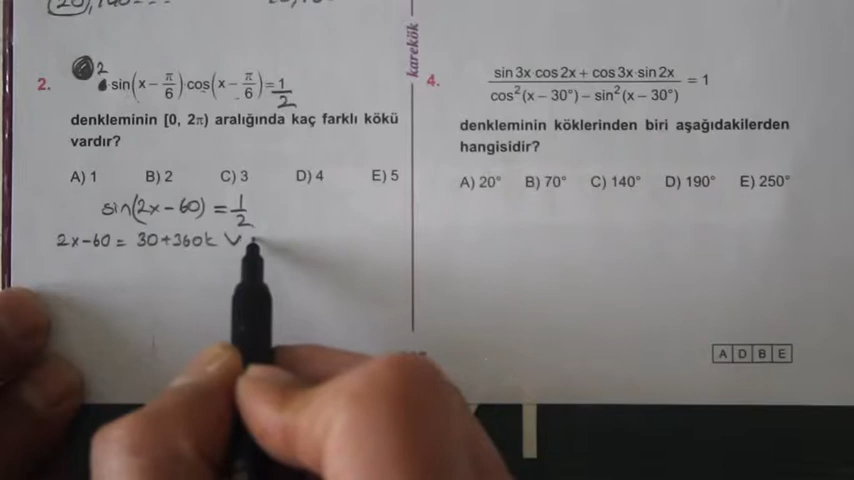 karekök
2. 2 sin(x − π/6)·cos(x − π/6) = 1/2
denkleminin [0, 2π) aralığında kaç farklı kökü
vardır?
A) 1 B) 2 C) 3 D) 4 E) 5
sin(2x − 60) = 1/2
2x − 60 = 30 + 360k ∨
4. (sin 3x·cos 2x + cos 3x·sin 2x) / (cos²(x − 30°) − sin²(x − 30°)) = 1
denkleminin köklerinden biri aşağıdakilerden
hangisidir?
A) 20° B) 70° C) 140° D) 190° E) 250°
A D B E